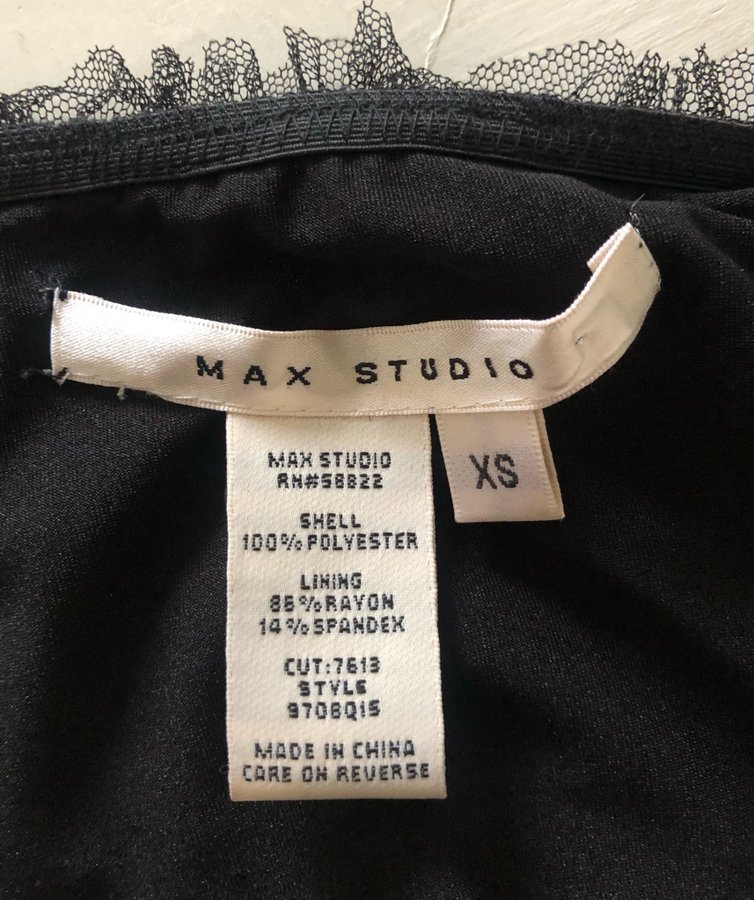 MAX STUDIO
XS
MAX STUDIO
RN#58822
SHELL
100% POLYESTER
LINING
86% RAYON
14% SPANDEX
CUT:7613
STYLE
9708Q15
MADE IN CHINA
CARE ON REVERSE